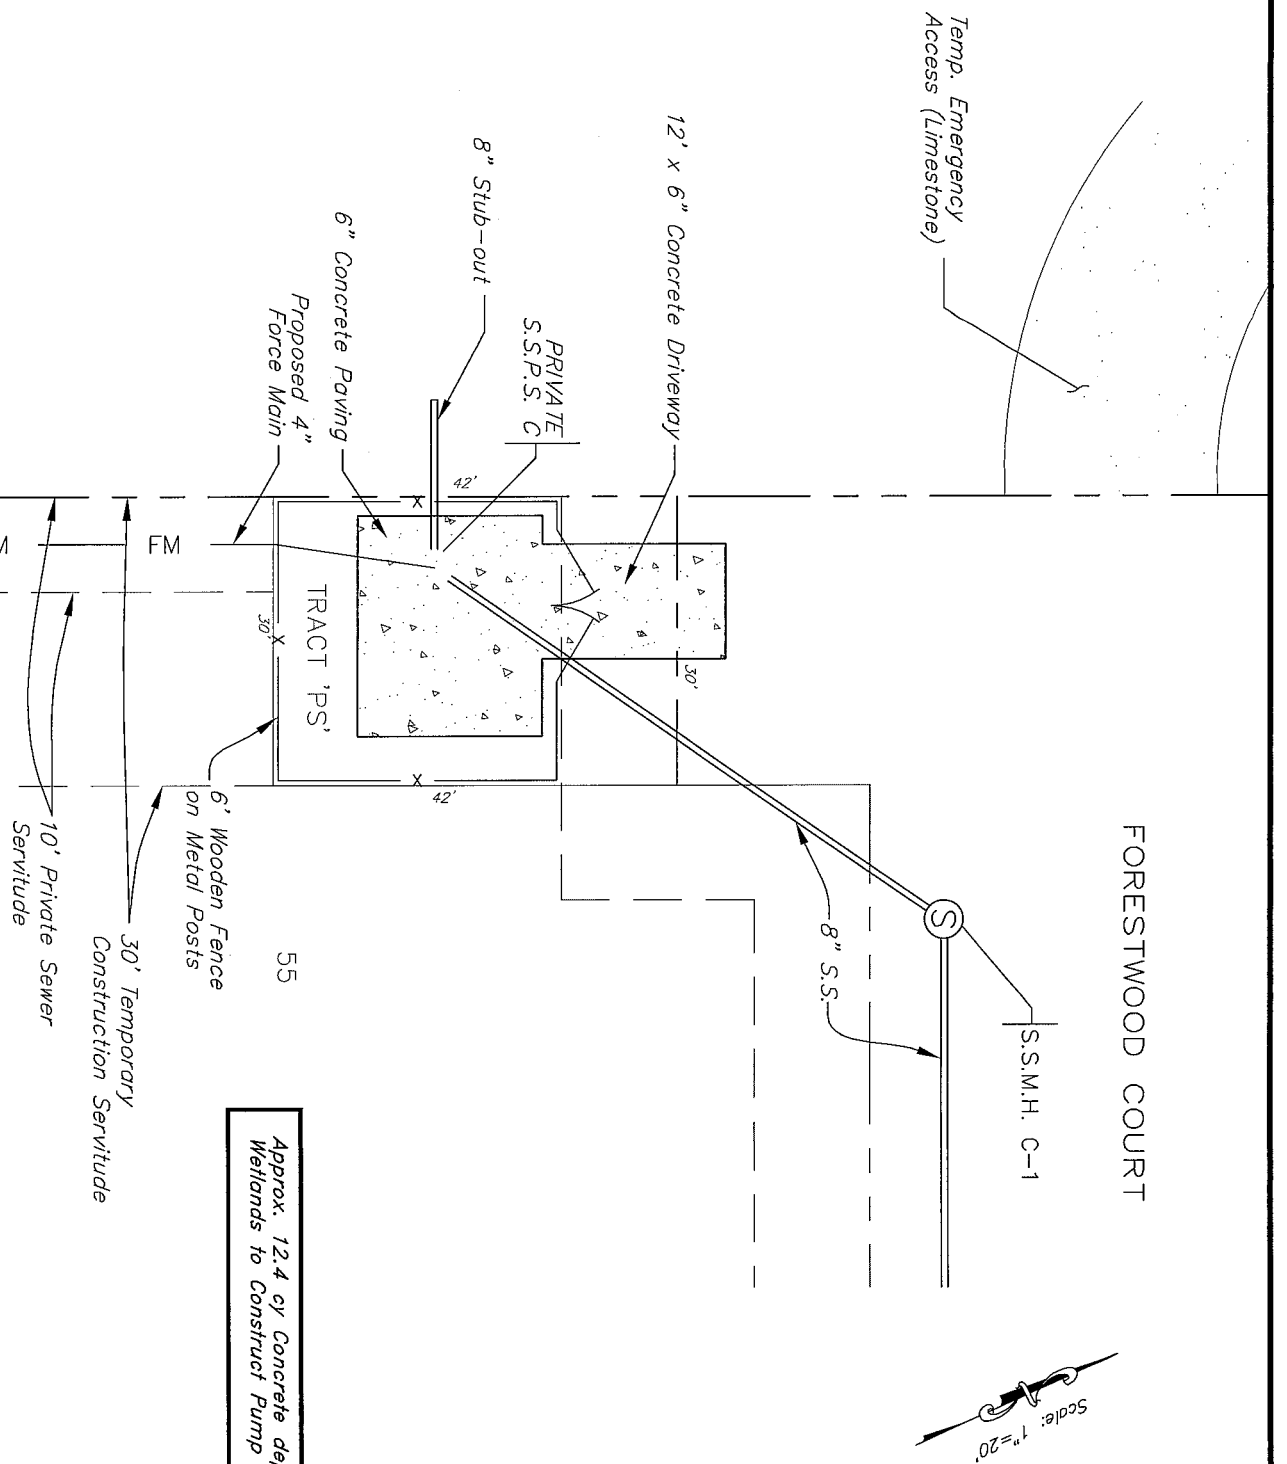 Temp. Emergency
Access (Limestone)
12' x 6" Concrete Driveway
PRIVATE
S.S.P.S. C
8" Stub-out
6" Concrete Paving
Proposed 4"
Force Main
42'
30'
FM
TRACT 'PS'
30'
42'
FORESTWOOD COURT
S.S.M.H. C-1
S
8" S.S.
6' Wooden Fence
on Metal Posts
55
30' Temporary
Construction Servitude
10' Private Sewer
Servitude
Approx. 12.4 cy Concrete
Wetlands to Construct Pump
Scale: 1"=20'
X
X
X